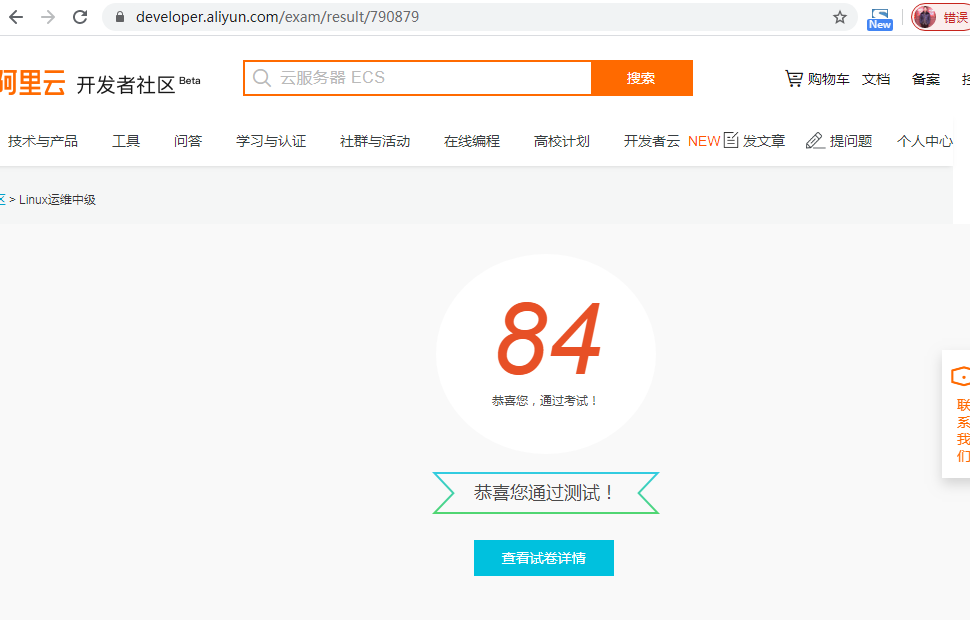 developer.aliyun.com/exam/result/790879
New
错误
阿里云 开发者社区 Beta
云服务器 ECS
搜索
购物车 文档 备案
技术与产品 工具 问答 学习与认证 社群与活动 在线编程 高校计划 开发者云 NEW 发文章 提问题 个人中心
区 > Linux运维中级
84
恭喜您，通过考试！
联系我们
恭喜您通过测试！
查看试卷详情